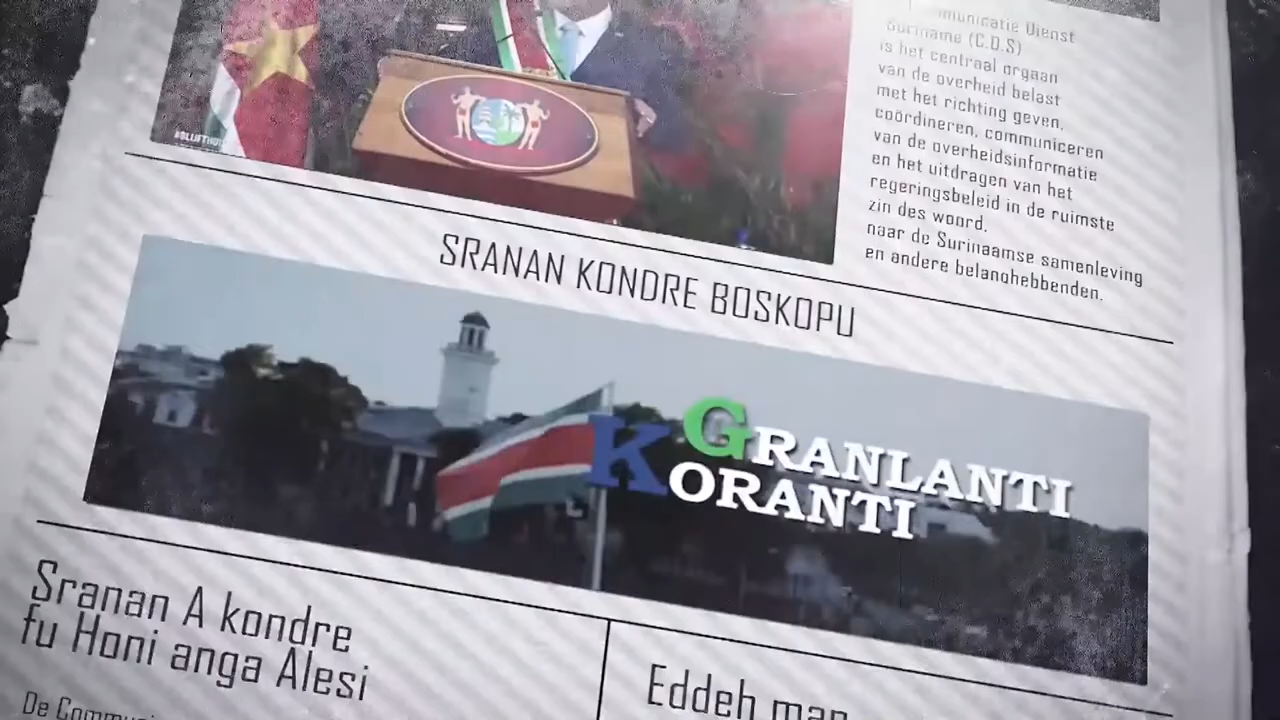 Dienst
Suriname (C.D.S)
is het centraal orgaan
van de overheid belast
met het richting geven,
coördineren, communiceren
van de overheidsinformatie
en het uitdragen van het
regeringsbeleid in de ruimste
zin des woord.
naar de Surinaamse samenleving
en andere belanghebbenden.
SRANAN KONDRE BOSKOPU
GRANLANTI
KORANTI
Sranan A kondre
fu Honi anga Alesi
De
Eddeh man